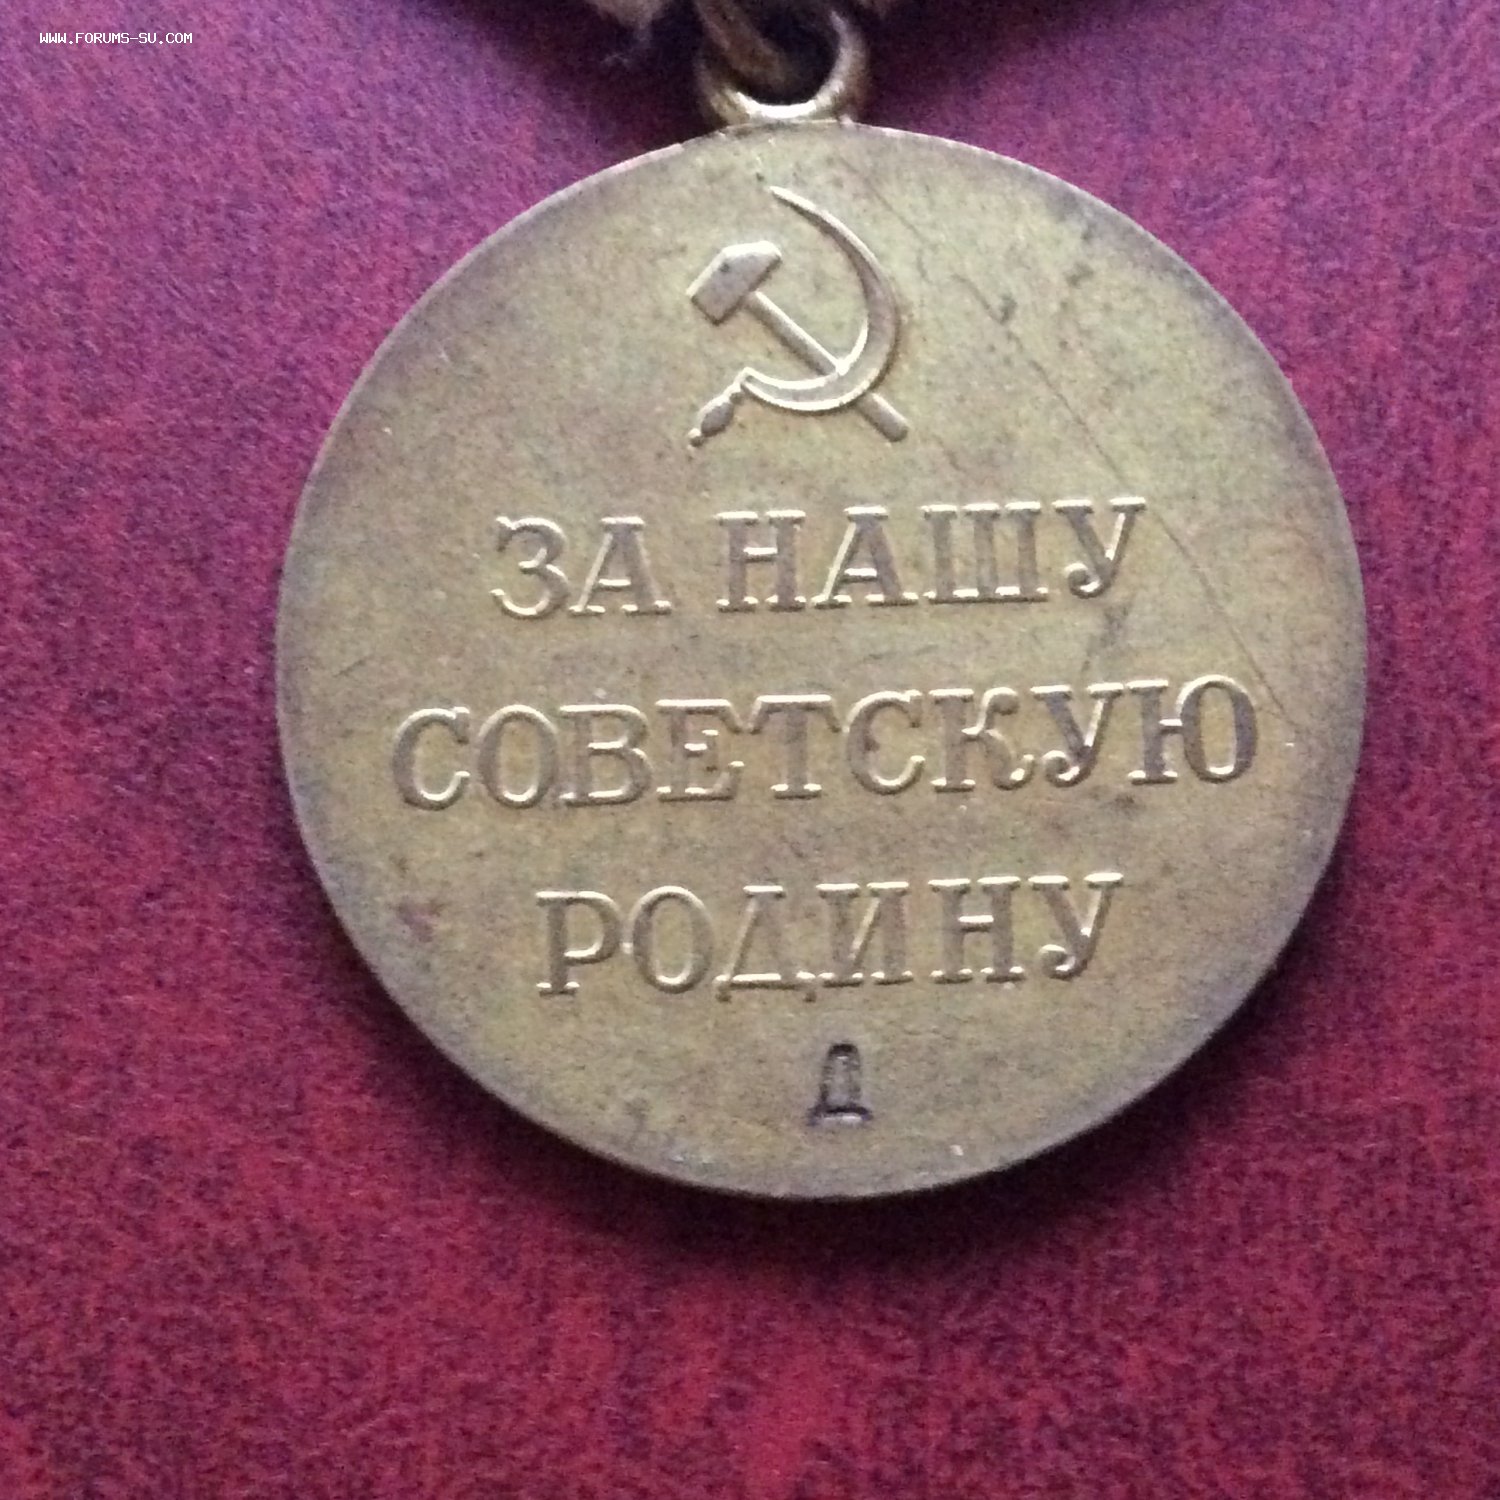 WWW.FORUMS-SU.COM
ЗА НАШУ
СОВЕТСКУЮ
РОДИНУ
Д